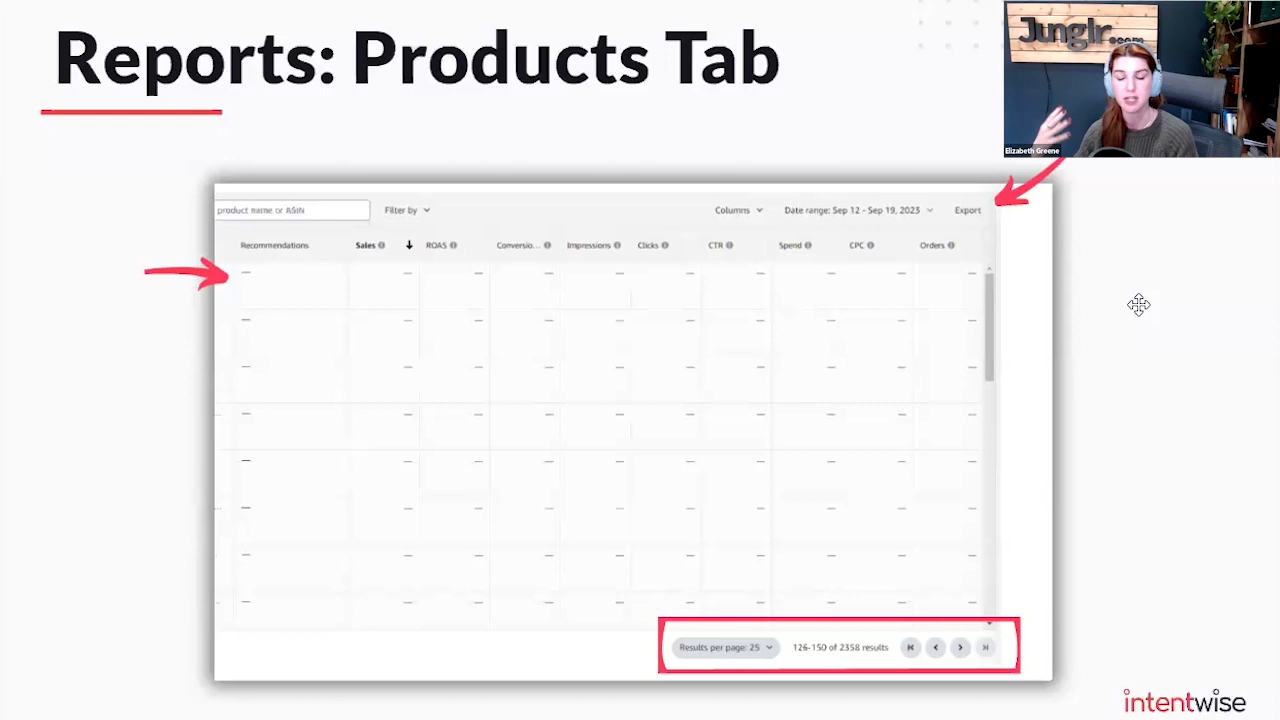 Reports: Products Tab
Junglr.com
Elizabeth Greene
product name or ASIN
Filter by
Columns
Date range: Sep 12 - Sep 19, 2023
Export
Recommendations
Sales
ROAS
Conversio...
Impressions
Clicks
CTR
Spend
CPC
Orders
Results per page: 25
126-150 of 2358 results
intentwise